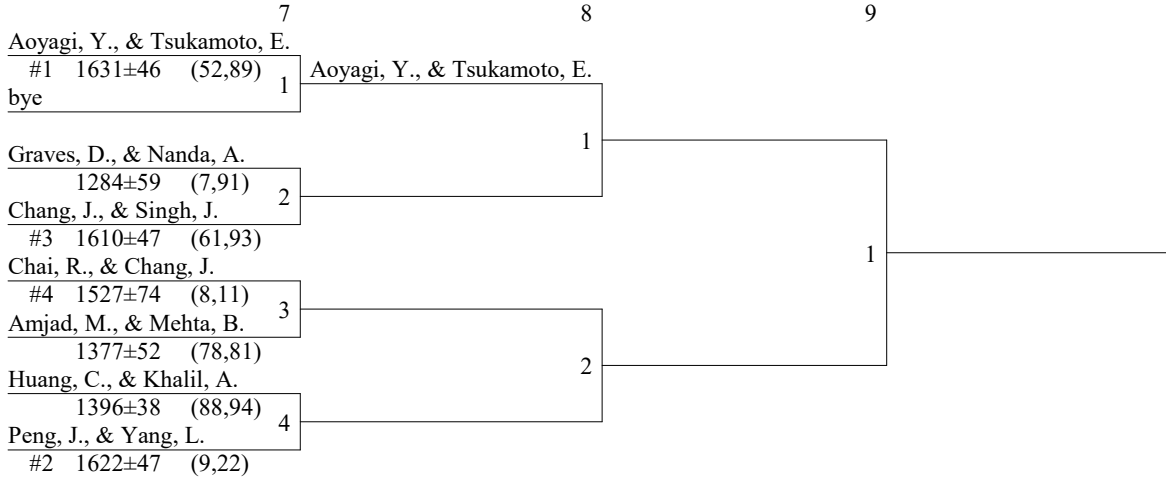 7 8 9
Aoyagi, Y., & Tsukamoto, E.
#1 1631±46 (52,89) 1 Aoyagi, Y., & Tsukamoto, E.
bye
Graves, D., & Nanda, A. 1
1284±59 (7,91) 2
Chang, J., & Singh, J.
#3 1610±47 (61,93)
Chai, R., & Chang, J. 1
#4 1527±74 (8,11) 3
Amjad, M., & Mehta, B.
1377±52 (78,81) 2
Huang, C., & Khalil, A.
1396±38 (88,94) 4
Peng, J., & Yang, L.
#2 1622±47 (9,22)